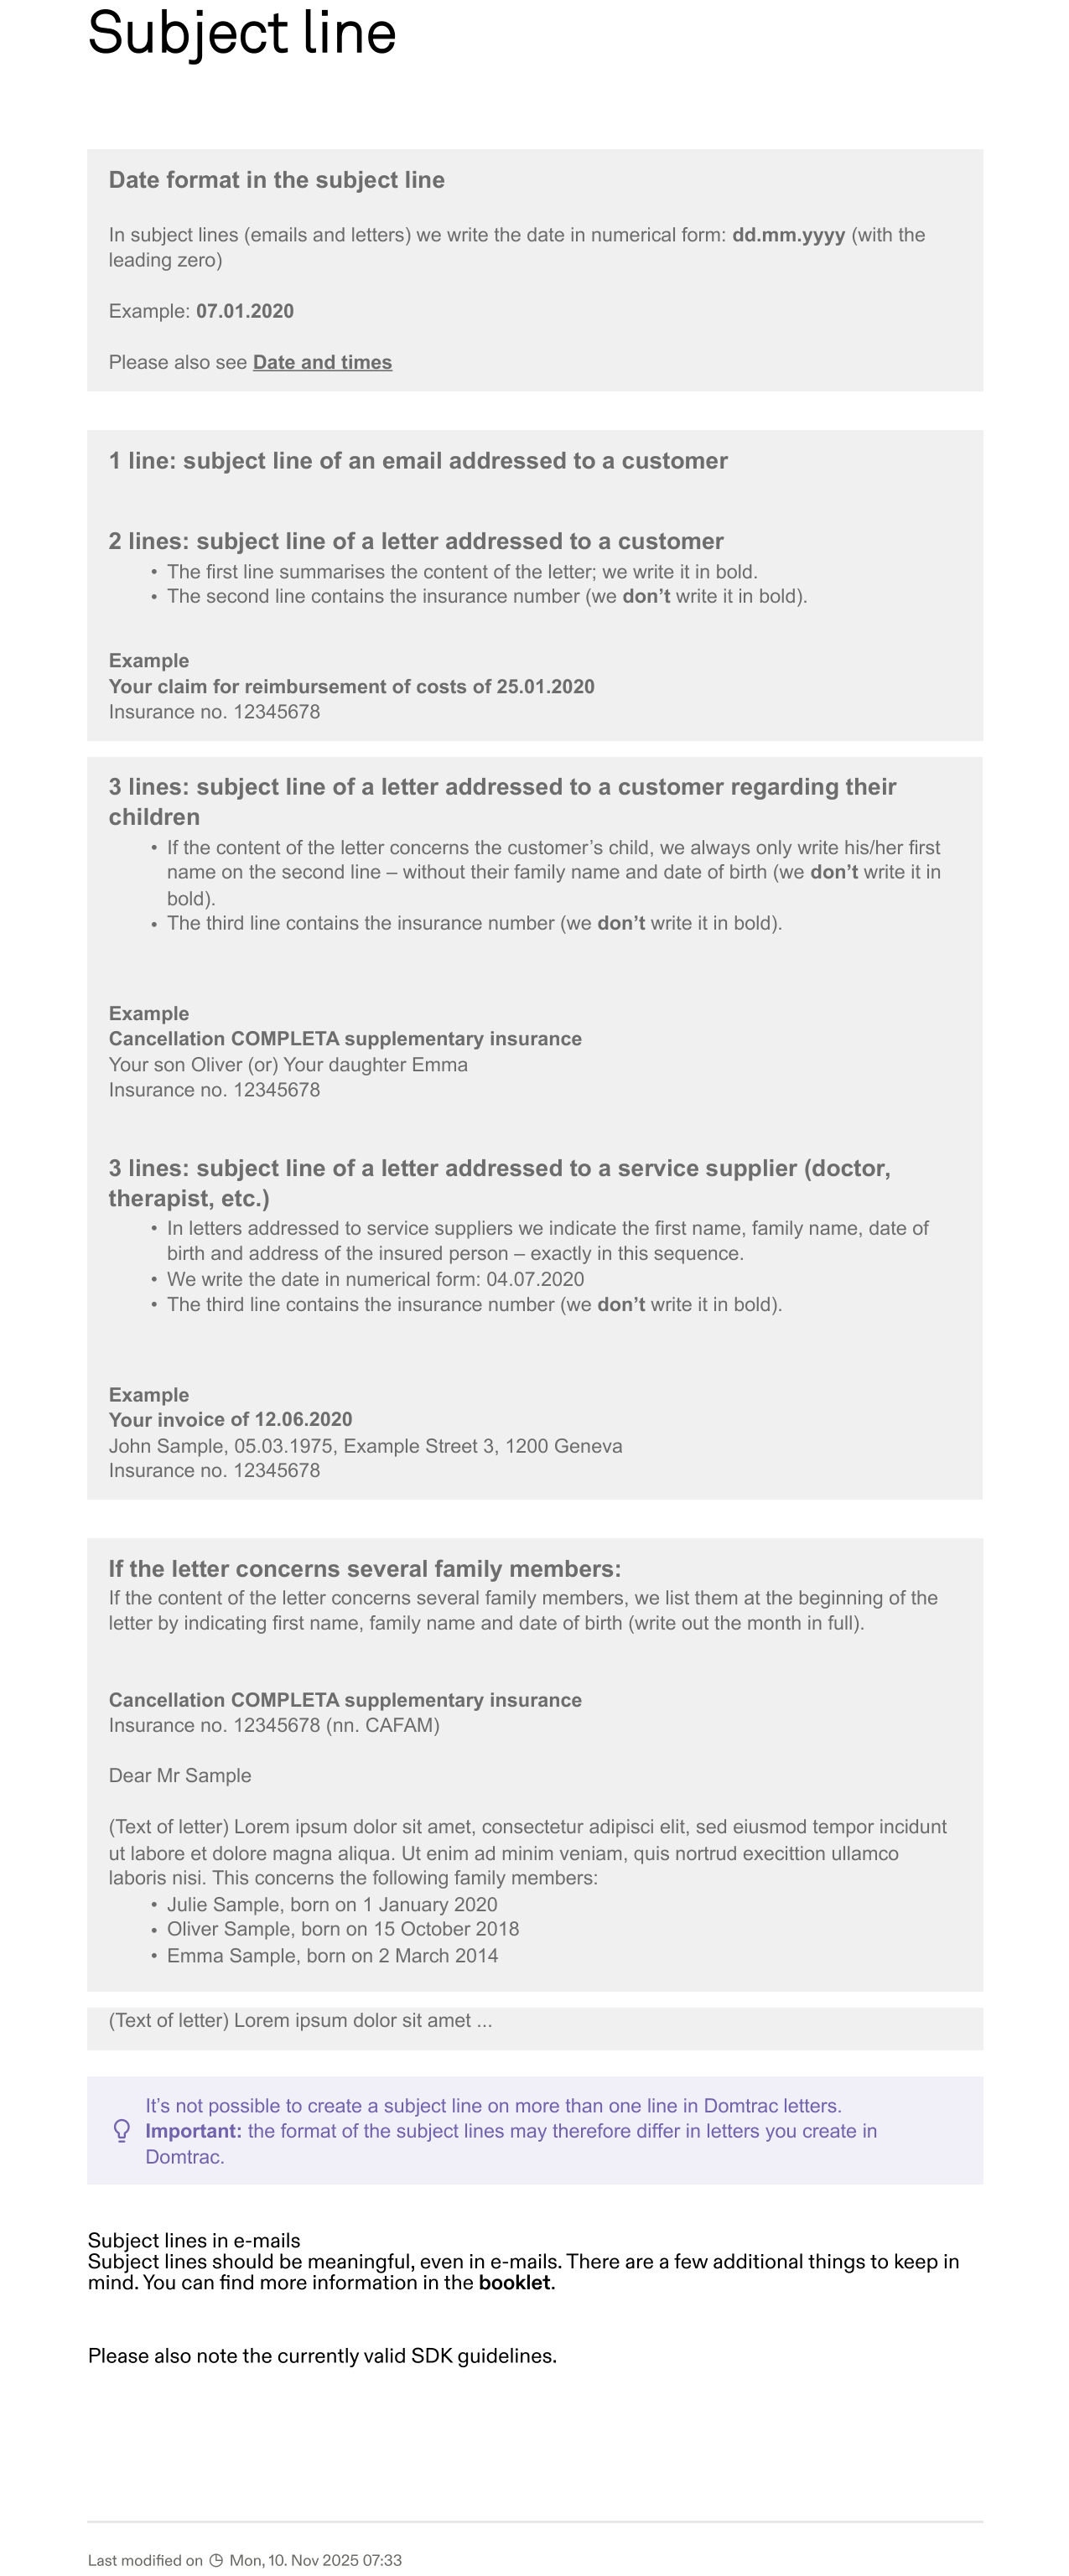 Subject line
Date format in the subject line
In subject lines (emails and letters) we write the date in numerical form: dd.mm.yyyy (with the
leading zero)
Example: 07.01.2020
Please also see Date and times
1 line: subject line of an email addressed to a customer
2 lines: subject line of a letter addressed to a customer
• The first line summarises the content of the letter; we write it in bold.
• The second line contains the insurance number (we don’t write it in bold).
Example
Your claim for reimbursement of costs of 25.01.2020
Insurance no. 12345678
3 lines: subject line of a letter addressed to a customer regarding their
children
• If the content of the letter concerns the customer’s child, we always only write his/her first
name on the second line – without their family name and date of birth (we don’t write it in
bold).
• The third line contains the insurance number (we don’t write it in bold).
Example
Cancellation COMPLETA supplementary insurance
Your son Oliver (or) Your daughter Emma
Insurance no. 12345678
3 lines: subject line of a letter addressed to a service supplier (doctor,
therapist, etc.)
• In letters addressed to service suppliers we indicate the first name, family name, date of
birth and address of the insured person – exactly in this sequence.
• We write the date in numerical form: 04.07.2020
• The third line contains the insurance number (we don’t write it in bold).
Example
Your invoice of 12.06.2020
John Sample, 05.03.1975, Example Street 3, 1200 Geneva
Insurance no. 12345678
If the letter concerns several family members:
If the content of the letter concerns several family members, we list them at the beginning of the
letter by indicating first name, family name and date of birth (write out the month in full).
Cancellation COMPLETA supplementary insurance
Insurance no. 12345678 (nn. CAFAM)
Dear Mr Sample
(Text of letter) Lorem ipsum dolor sit amet, consectetur adipisci elit, sed eiusmod tempor incidunt
ut labore et dolore magna aliqua. Ut enim ad minim veniam, quis nortrud execittion ullamco
laboris nisi. This concerns the following family members:
• Julie Sample, born on 1 January 2020
• Oliver Sample, born on 15 October 2018
• Emma Sample, born on 2 March 2014
(Text of letter) Lorem ipsum dolor sit amet ...
It’s not possible to create a subject line on more than one line in Domtrac letters.
Important: the format of the subject lines may therefore differ in letters you create in
Domtrac.
Subject lines in e-mails
Subject lines should be meaningful, even in e-mails. There are a few additional things to keep in
mind. You can find more information in the booklet.
Please also note the currently valid SDK guidelines.
Last modified on Mon, 10. Nov 2025 07:33